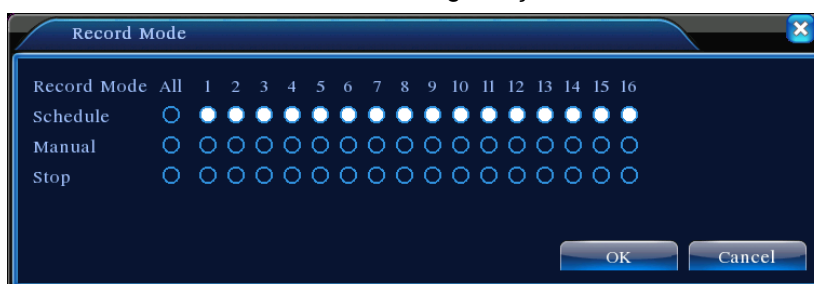 Record Mode
Record Mode All 1 2 3 4 5 6 7 8 9 10 11 12 13 14 15 16
Schedule
Manual
Stop
OK Cancel